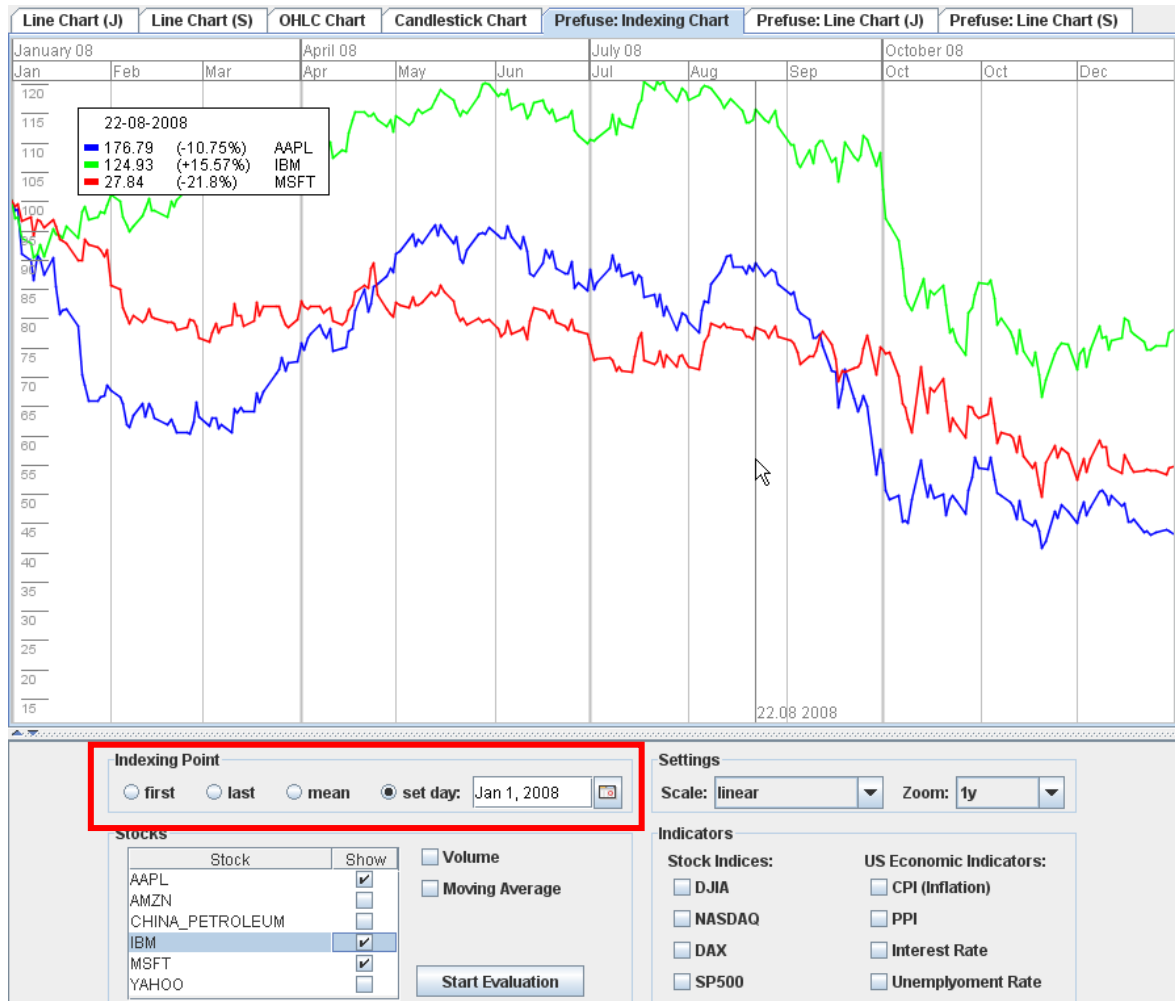 Line Chart (J) Line Chart (S) OHLC Chart Candlestick Chart Prefuse: Indexing Chart Prefuse: Line Chart (J) Prefuse: Line Chart (S)
January 08 April 08 July 08 October 08
Jan Feb Mar Apr May Jun Jul Aug Sep Oct Oct Dec
120
115
110
105
100
95
90
85
80
75
70
65
60
55
50
45
40
35
30
25
20
15
22-08-2008
176.79 (-10.75%) AAPL
124.93 (+15.57%) IBM
27.84 (-21.8%) MSFT
22.08 2008
Indexing Point
first last mean set day: Jan 1, 2008
Settings
Scale: linear Zoom: 1y
Stocks
Stock Show
AAPL
AMZN
CHINA_PETROLEUM
IBM
MSFT
YAHOO
Volume
Moving Average
Start Evaluation
Indicators
Stock Indices: US Economic Indicators:
DJIA CPI (Inflation)
NASDAQ PPI
DAX Interest Rate
SP500 Unemplyoment Rate